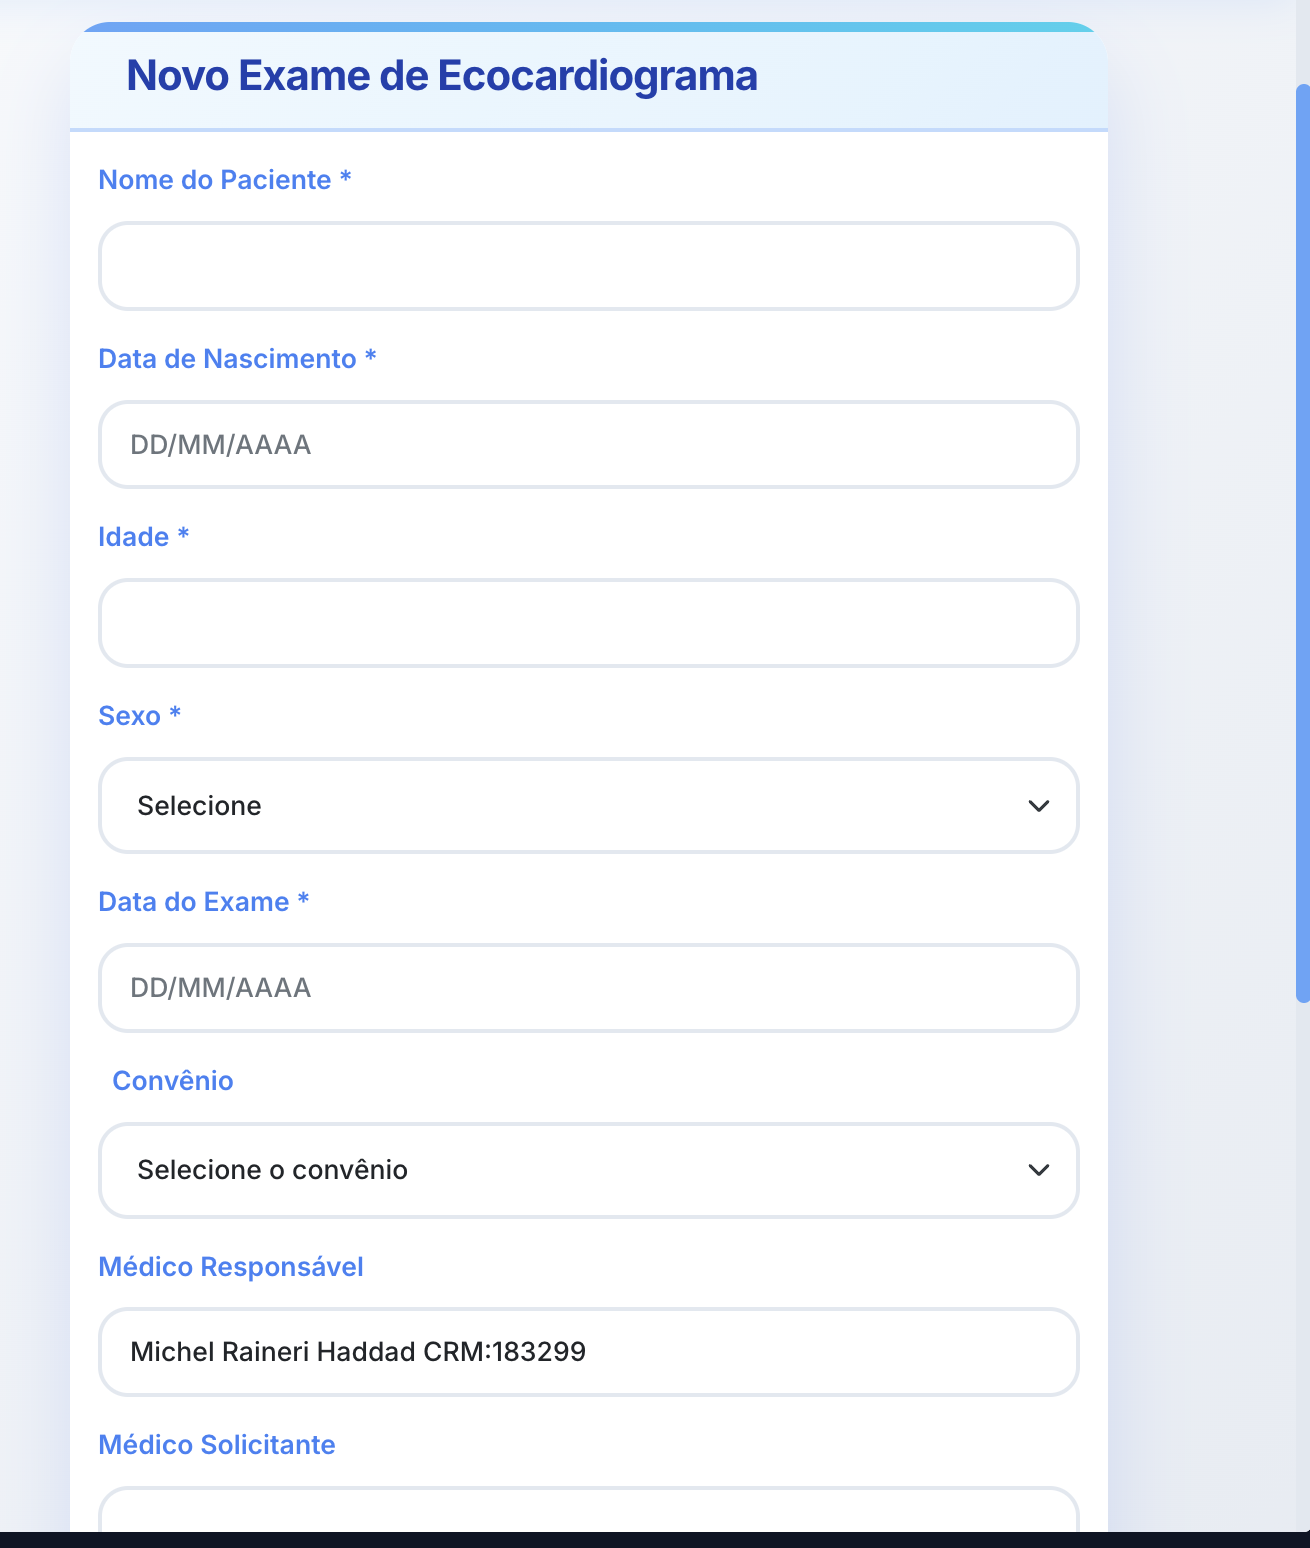 Novo Exame de Ecocardiograma
Nome do Paciente *
Data de Nascimento *
DD/MM/AAAA
Idade *
Sexo *
Selecione
Data do Exame *
DD/MM/AAAA
Convênio
Selecione o convênio
Médico Responsável
Michel Raineri Haddad CRM:183299
Médico Solicitante